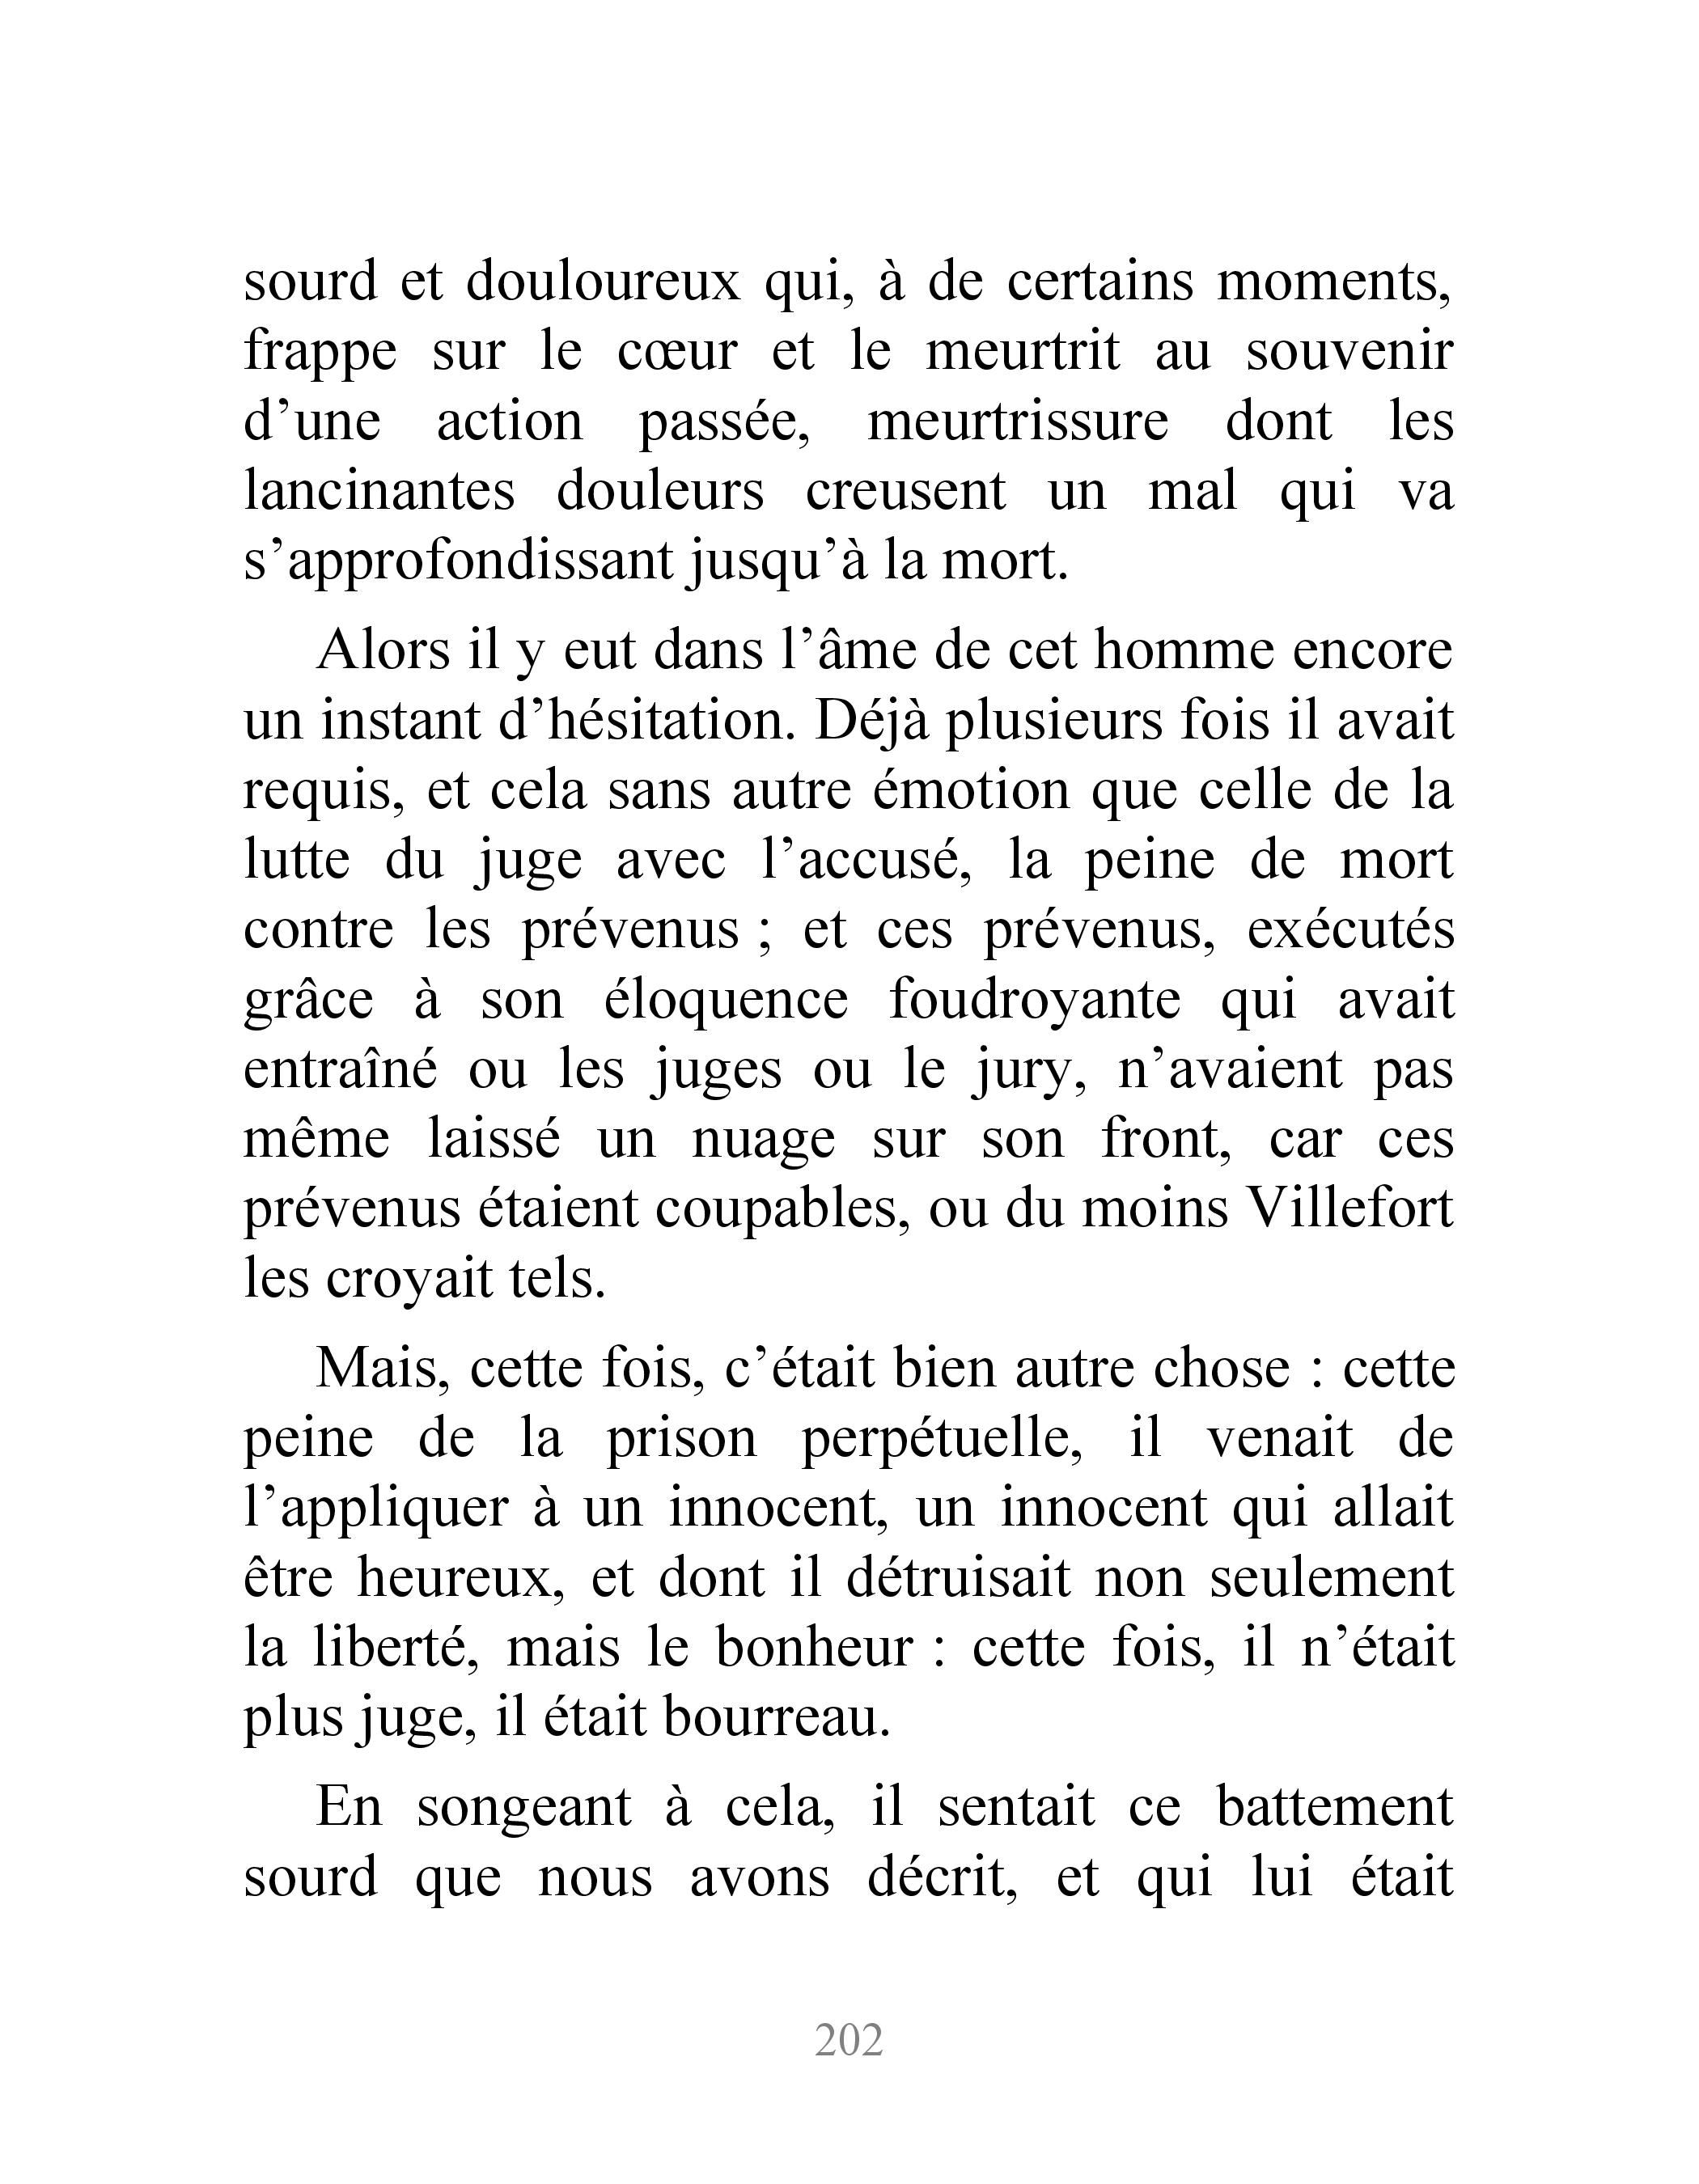 sourd et douloureux qui, à de certains moments,
frappe sur le cœur et le meurtrit au souvenir
d’une action passée, meurtrissure dont les
lancinantes douleurs creusent un mal qui va
s’approfondissant jusqu’à la mort.
Alors il y eut dans l’âme de cet homme encore
un instant d’hésitation. Déjà plusieurs fois il avait
requis, et cela sans autre émotion que celle de la
lutte du juge avec l’accusé, la peine de mort
contre les prévenus ; et ces prévenus, exécutés
grâce à son éloquence foudroyante qui avait
entraîné ou les juges ou le jury, n’avaient pas
même laissé un nuage sur son front, car ces
prévenus étaient coupables, ou du moins Villefort
les croyait tels.
Mais, cette fois, c’était bien autre chose : cette
peine de la prison perpétuelle, il venait de
l’appliquer à un innocent, un innocent qui allait
être heureux, et dont il détruisait non seulement
la liberté, mais le bonheur : cette fois, il n’était
plus juge, il était bourreau.
En songeant à cela, il sentait ce battement
sourd que nous avons décrit, et qui lui était
202